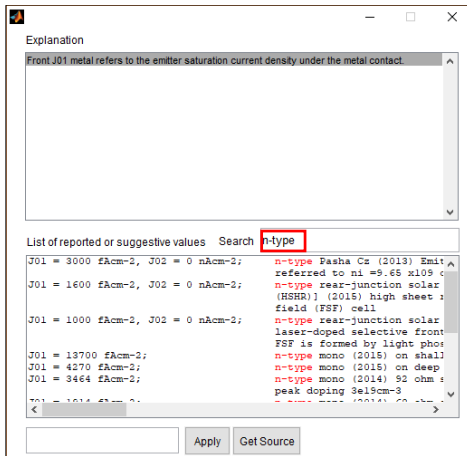 Explanation
Front J01 metal refers to the emitter saturation current density under the metal contact.
List of reported or suggestive values Search n-type
J01 = 3000 fAcm-2, J02 = 0 nAcm-2; n-type Pasha Cz (2013) Emit
referred to ni =9.65 x109
J01 = 1600 fAcm-2, J02 = 0 nAcm-2; n-type rear-junction solar
(HSHR)] (2015) high sheet
field (FSF) cell
J01 = 1000 fAcm-2, J02 = 0 nAcm-2; n-type rear-junction solar
laser-doped selective front
FSF is formed by light phos
J01 = 13700 fAcm-2; n-type mono (2015) on shall
J01 = 4270 fAcm-2; n-type mono (2015) on deep
J01 = 3464 fAcm-2; n-type mono (2014) 92 ohm s
peak doping 3e19cm-3
Apply Get Source